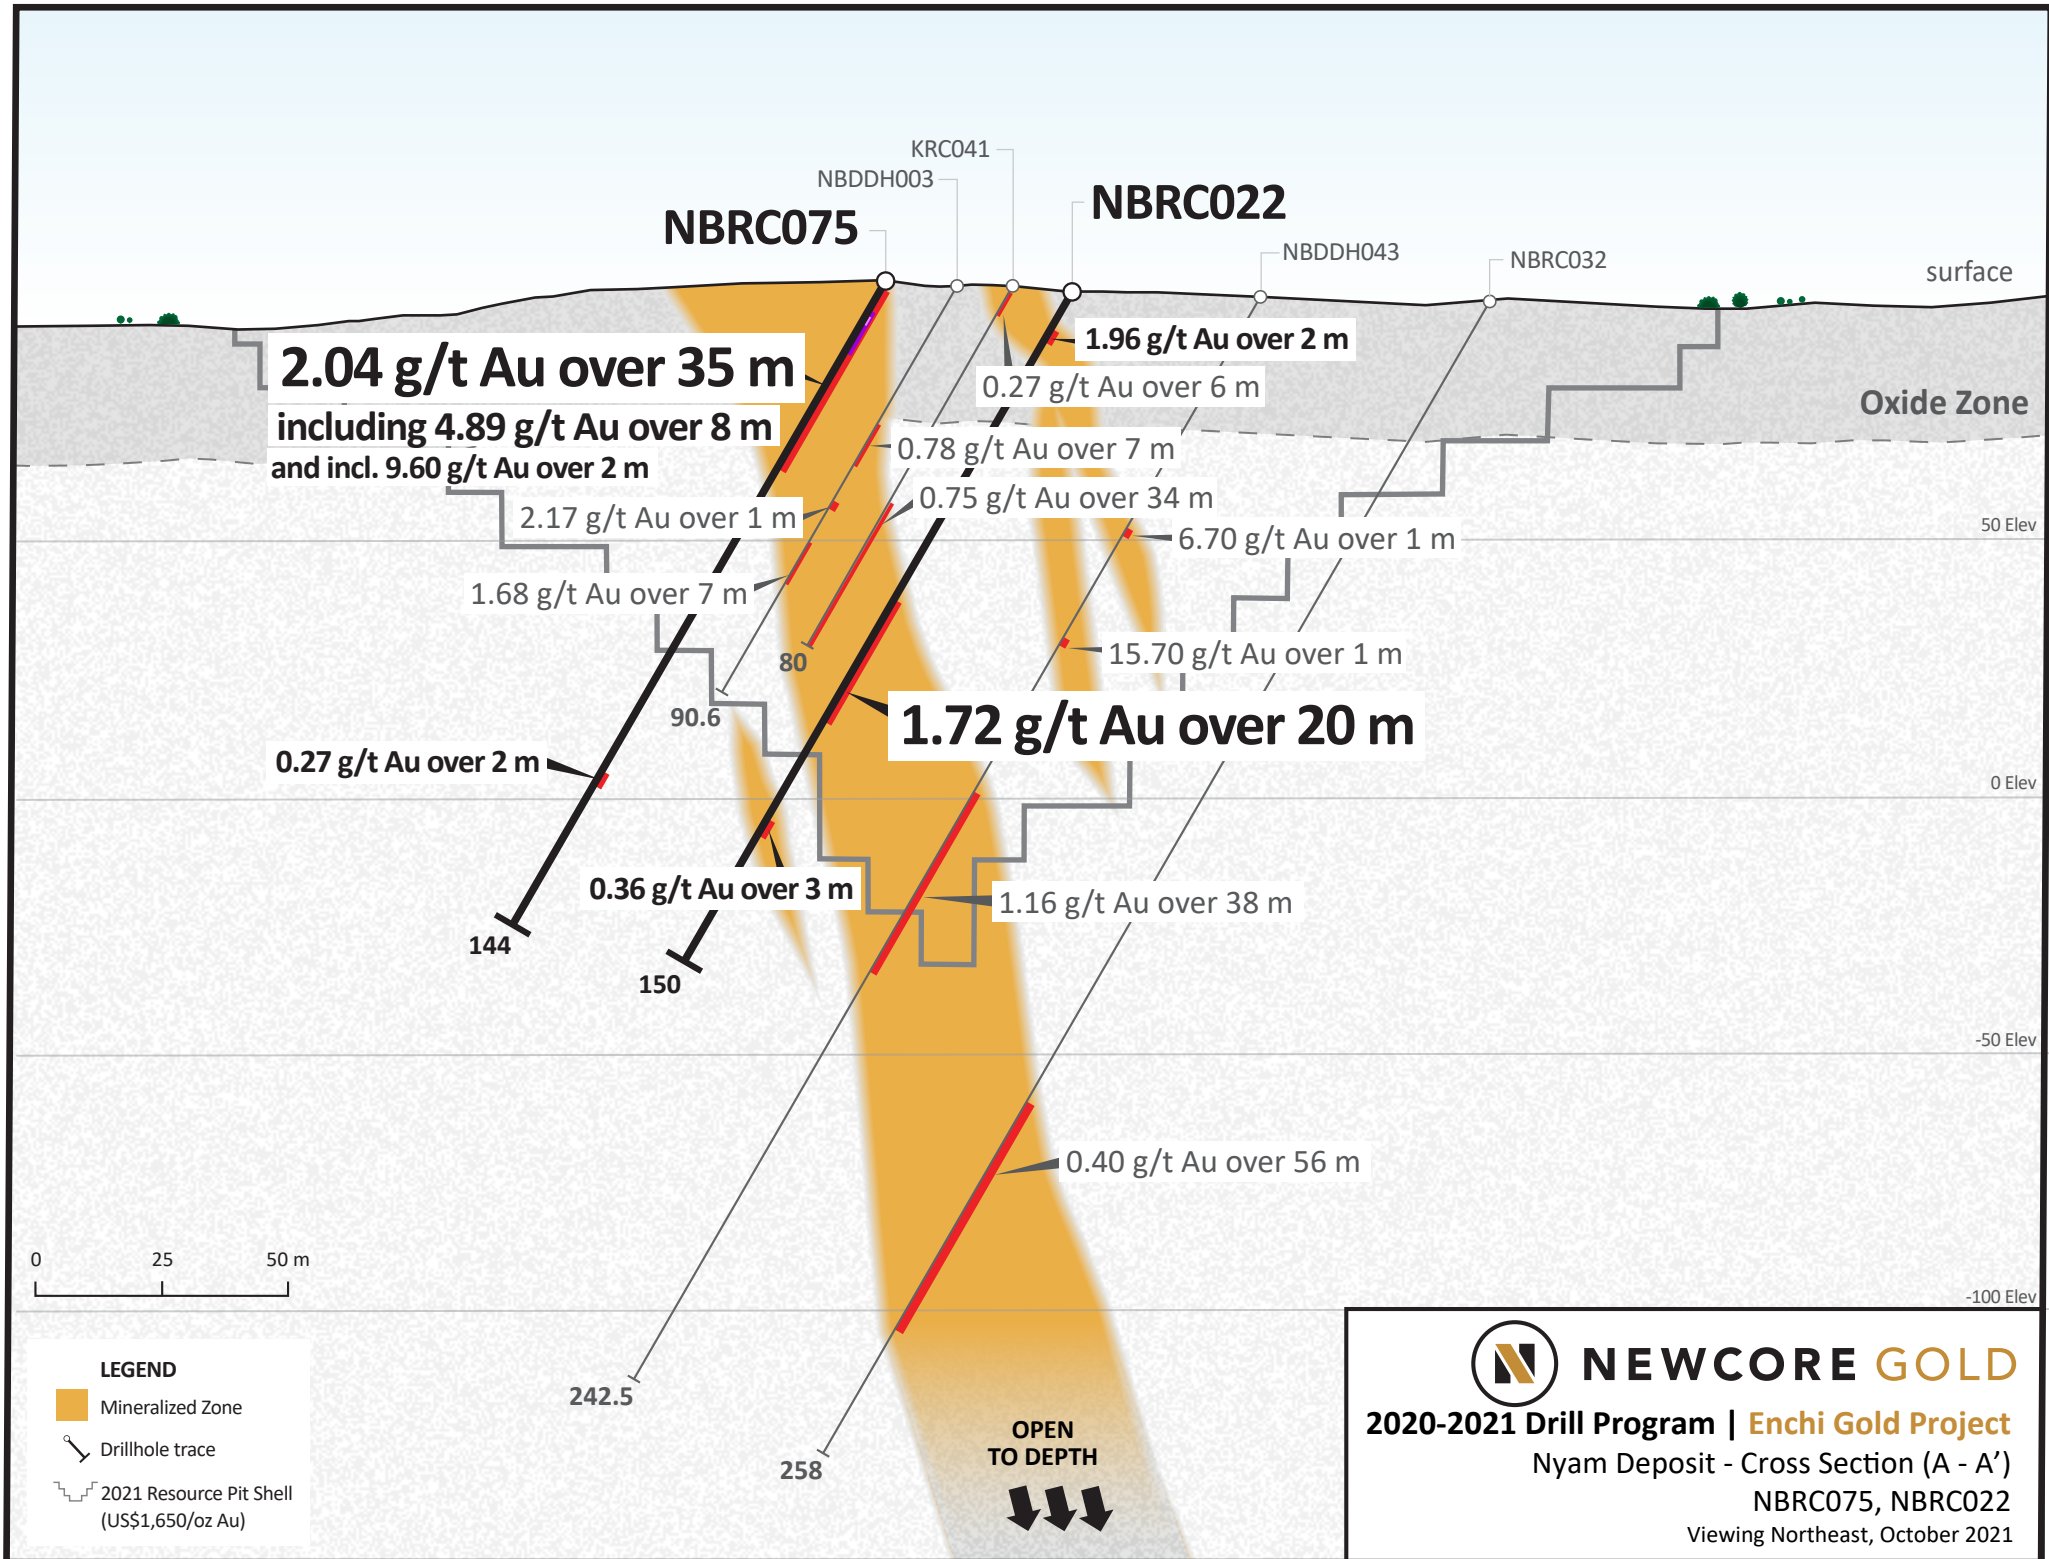 KRC041
NBDDH003
NBRC075
NBRC022
NBDDH043
NBRC032
surface
1.96 g/t Au over 2 m
2.04 g/t Au over 35 m
0.27 g/t Au over 6 m
Oxide Zone
including 4.89 g/t Au over 8 m
0.78 g/t Au over 7 m
and incl. 9.60 g/t Au over 2 m
0.75 g/t Au over 34 m
2.17 g/t Au over 1 m
50 Elev
6.70 g/t Au over 1 m
1.68 g/t Au over 7 m
80
15.70 g/t Au over 1 m
90.6
1.72 g/t Au over 20 m
0.27 g/t Au over 2 m
0 Elev
0.36 g/t Au over 3 m
1.16 g/t Au over 38 m
144
150
-50 Elev
0.40 g/t Au over 56 m
0 25 50 m
-100 Elev
LEGEND
Mineralized Zone
Drillhole trace
2021 Resource Pit Shell
(US$1,650/oz Au)
242.5
258
OPEN
TO DEPTH
N NEWCORE GOLD
2020-2021 Drill Program | Enchi Gold Project
Nyam Deposit - Cross Section (A - A’)
NBRC075, NBRC022
Viewing Northeast, October 2021